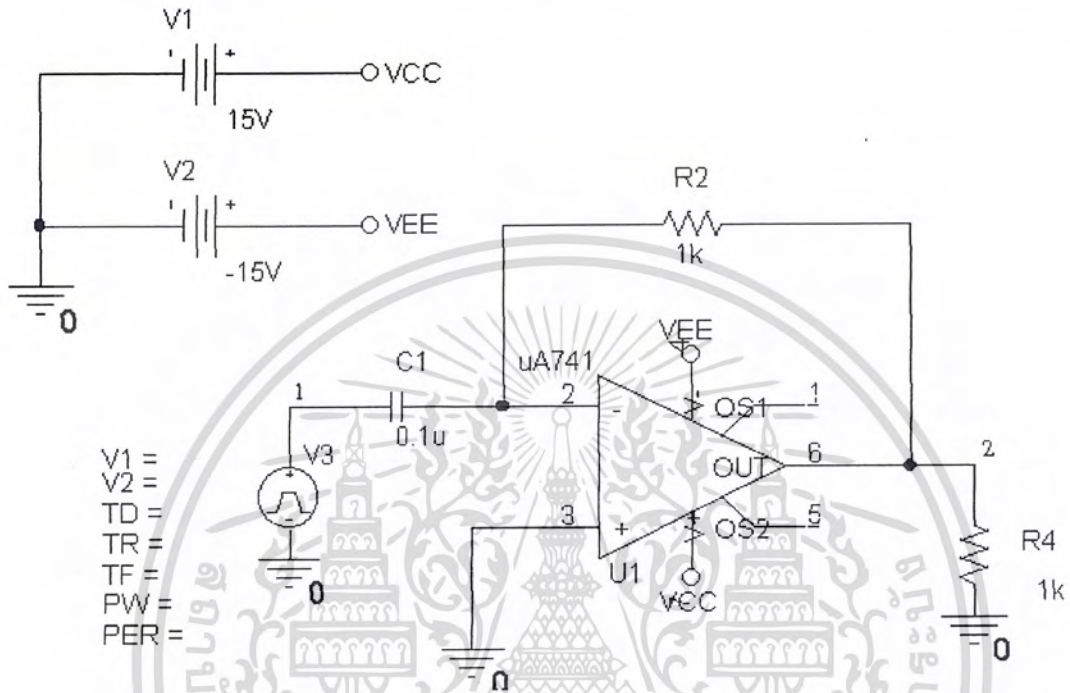 V1
- +
VCC
15V
V2
- +
VEE
-15V
0
R2
1k
VEE
C1
uA741
1
2
-
OS1
1
0.1u
V3
OUT
6
2
V1 =
V2 =
TD =
TR =
TF =
PW =
PER =
+
-
0
3
+
U1
+
OS2
5
VCC
R4
1k
0
0